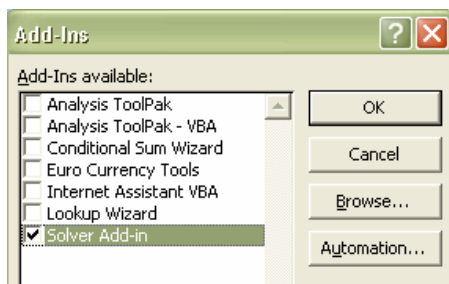 Add-Ins
?
Add-Ins available:
Analysis ToolPak
Analysis ToolPak - VBA
Conditional Sum Wizard
Euro Currency Tools
Internet Assistant VBA
Lookup Wizard
Solver Add-in
OK
Cancel
Browse...
Automation...